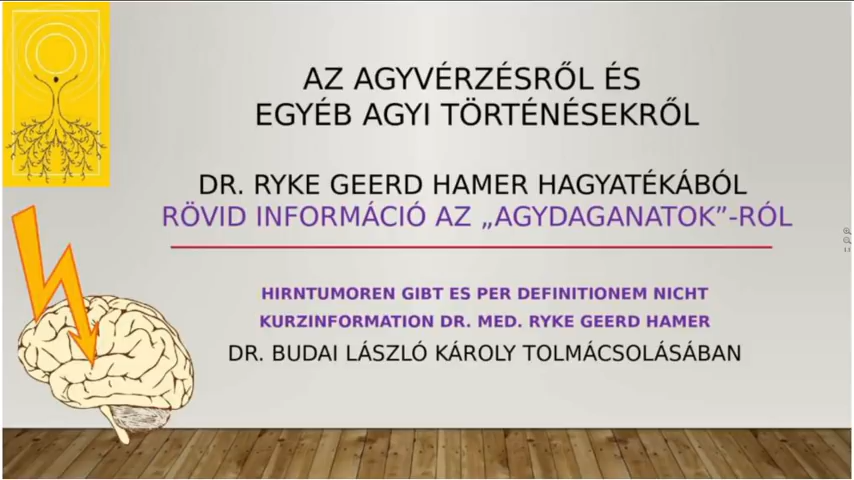 AZ AGYVÉRZÉSRŐL ÉS
EGYÉB AGYI TÖRTÉNÉSEKRŐL
DR. RYKE GEERD HAMER HAGYATÉKÁBÓL
RÖVID INFORMÁCIÓ AZ „AGYDAGANATOK”-RÓL
HIRNTUMOREN GIBT ES PER DEFINITIONEM NICHT
KURZINFORMATION DR. MED. RYKE GEERD HAMER
DR. BUDAI LÁSZLÓ KÁROLY TOLMÁCSOLÁSÁBAN